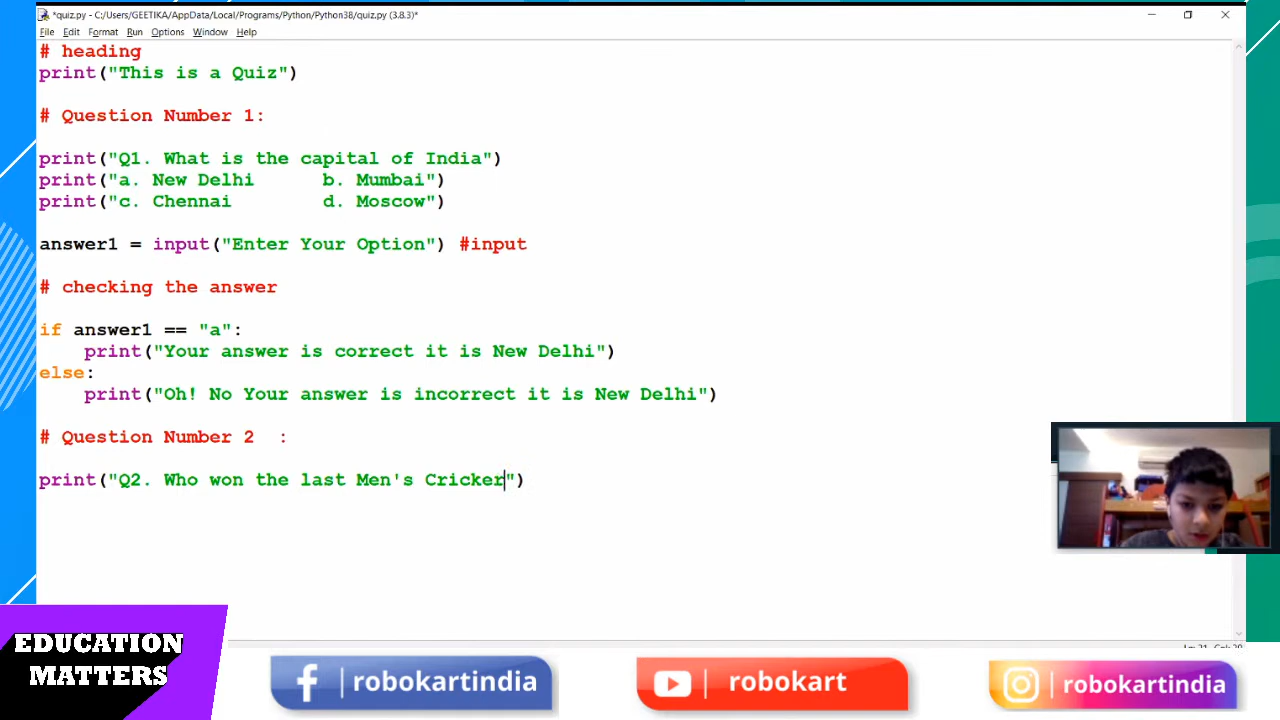 *quiz.py - C:/Users/GEETIKA/AppData/Local/Programs/Python/Python38/quiz.py (3.8.3)*
File Edit Format Run Options Window Help
# heading
print("This is a Quiz")
# Question Number 1:
print("Q1. What is the capital of India")
print("a. New Delhi      b. Mumbai")
print("c. Chennai        d. Moscow")
answer1 = input("Enter Your Option") #input
# checking the answer
if answer1 == "a":
    print("Your answer is correct it is New Delhi")
else:
    print("Oh! No Your answer is incorrect it is New Delhi")
# Question Number 2  :
print("Q2. Who won the last Men's Cricker")
EDUCATION
MATTERS
f | robokartindia
| robokart
| robokartindia